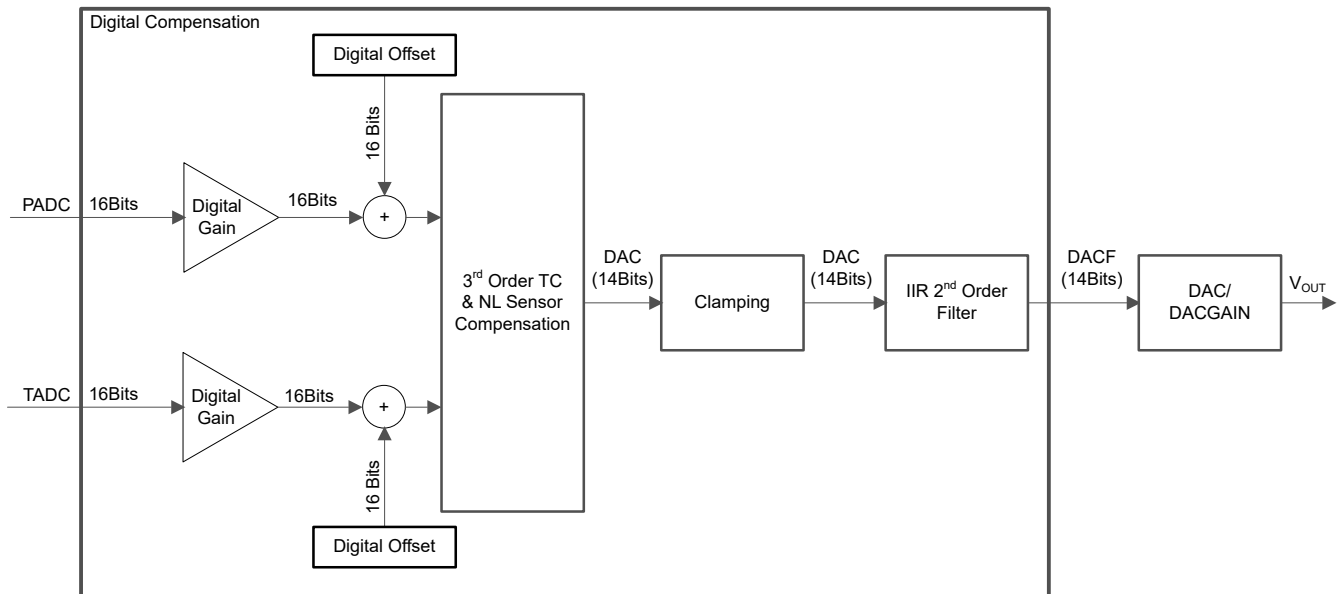 Digital Compensation
Digital Offset
16 Bits
PADC
16Bits
Digital
Gain
16Bits
+
3rd Order TC
& NL Sensor
Compensation
DAC
(14Bits)
Clamping
DAC
(14Bits)
IIR 2nd Order
Filter
DACF
(14Bits)
DAC/
DACGAIN
VOUT
TADC
16Bits
Digital
Gain
16Bits
+
16 Bits
Digital Offset